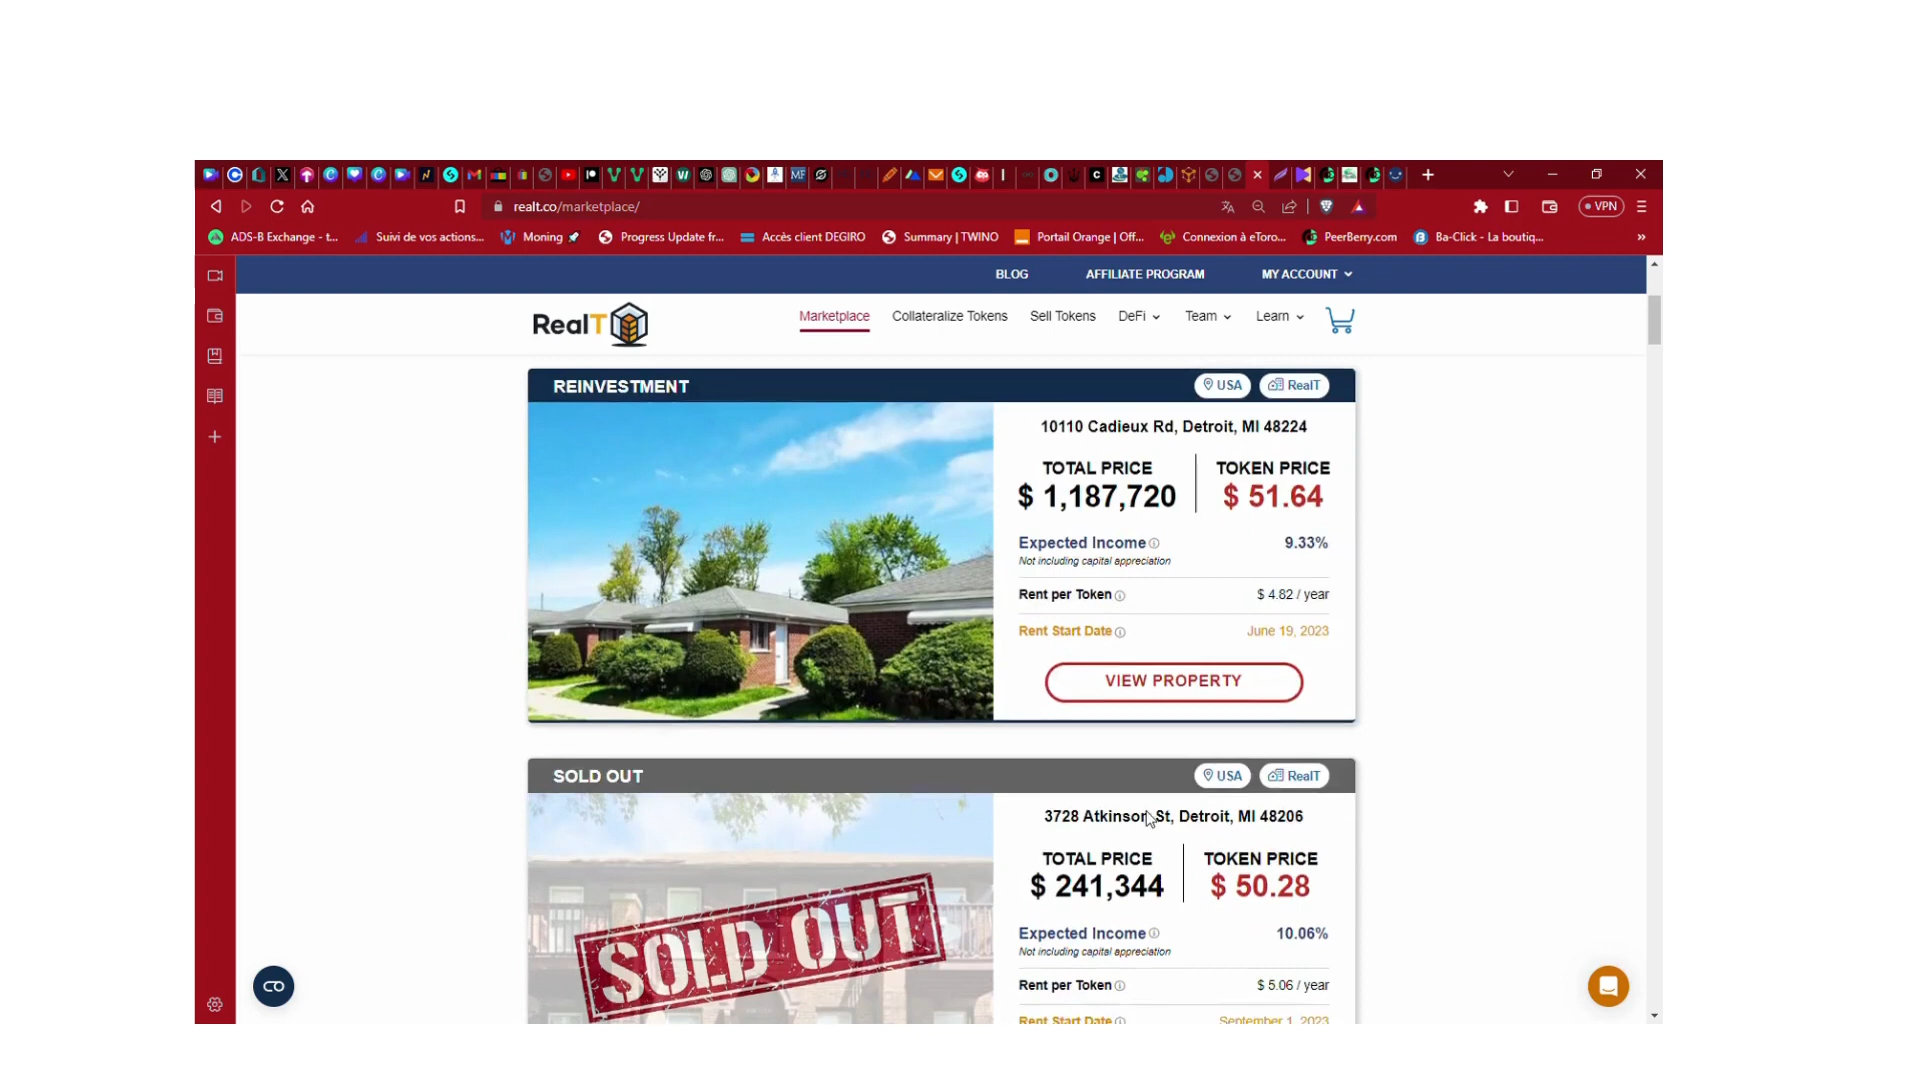 MF
realt.co/marketplace/
VPN
ADS-B Exchange - t...
Suivi de vos actions...
Moning
Progress Update fr...
Accès client DEGIRO
Summary | TWINO
Portail Orange | Off...
Connexion à eToro...
PeerBerry.com
Ba-Click - La boutiq...
»
BLOG
AFFILIATE PROGRAM
MY ACCOUNT
RealT
Marketplace
Collateralize Tokens
Sell Tokens
DeFi
Team
Learn
REINVESTMENT
USA
RealT
10110 Cadieux Rd, Detroit, MI 48224
TOTAL PRICE
TOKEN PRICE
$ 1,187,720
$ 51.64
Expected Income
9.33%
Not including capital appreciation
Rent per Token
$ 4.82 / year
Rent Start Date
June 19, 2023
VIEW PROPERTY
SOLD OUT
USA
RealT
3728 Atkinson St, Detroit, MI 48206
TOTAL PRICE
TOKEN PRICE
$ 241,344
$ 50.28
SOLD OUT
Expected Income
10.06%
Not including capital appreciation
Rent per Token
$ 5.06 / year
Rent Start Date
September 1, 2023